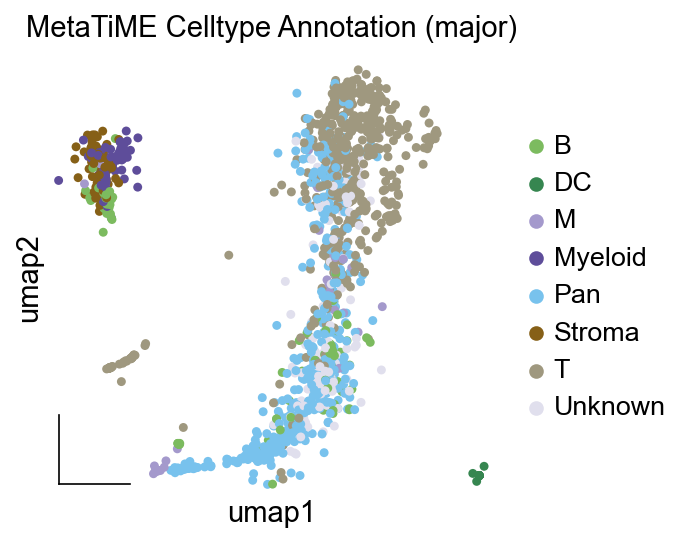 MetaTiME Celltype Annotation (major)
B
DC
M
Myeloid
Pan
Stroma
T
Unknown
umap2
umap1